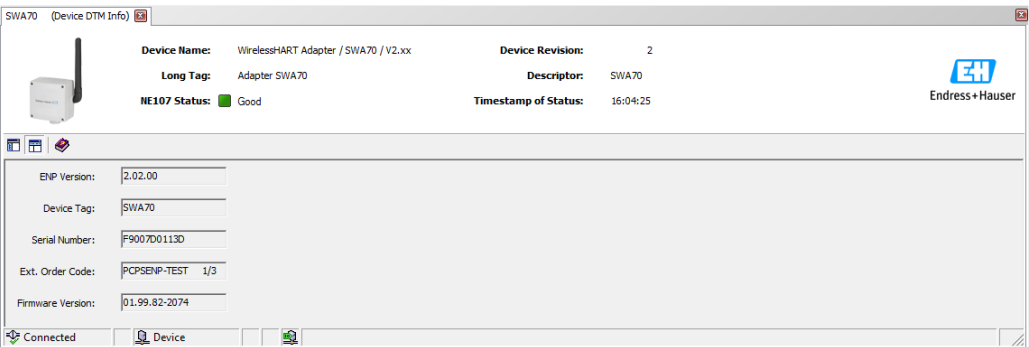 SWA70 (Device DTM Info)
Device Name: WirelessHART Adapter / SWA70 / V2.xx Device Revision: 2
Long Tag: Adapter SWA70 Descriptor: SWA70
NE107 Status: Good Timestamp of Status: 16:04:25
EH
Endress+Hauser
ENP Version: 2.02.00
Device Tag: SWA70
Serial Number: F9007D0113D
Ext. Order Code: PCPSENP-TEST 1/3
Firmware Version: 01.99.82-2074
Connected Device